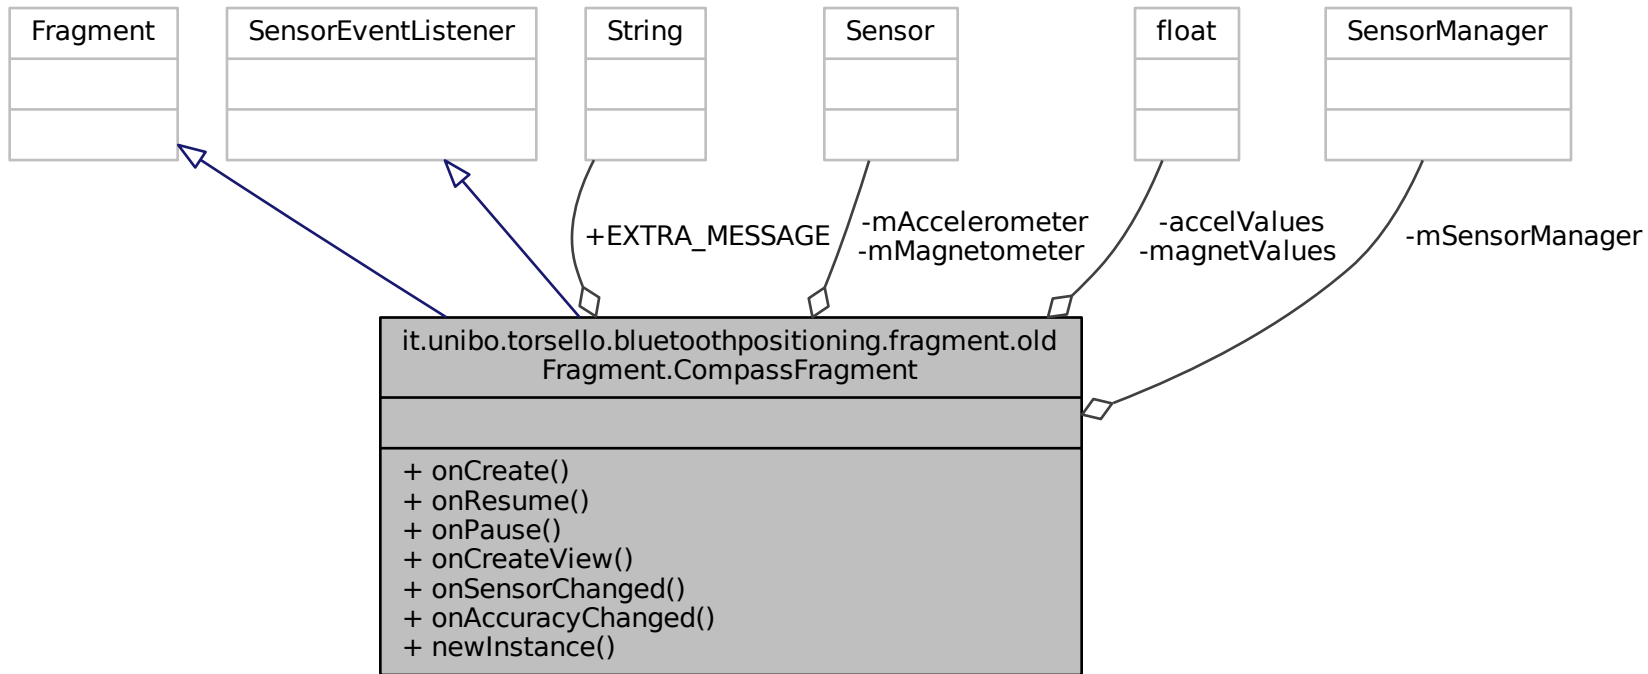 Fragment
SensorEventListener
String
Sensor
float
SensorManager
+EXTRA_MESSAGE
-mAccelerometer
-mMagnetometer
-accelValues
-magnetValues
-mSensorManager
it.unibo.torsello.bluetoothpositioning.fragment.old
Fragment.CompassFragment
+ onCreate()
+ onResume()
+ onPause()
+ onCreateView()
+ onSensorChanged()
+ onAccuracyChanged()
+ newInstance()